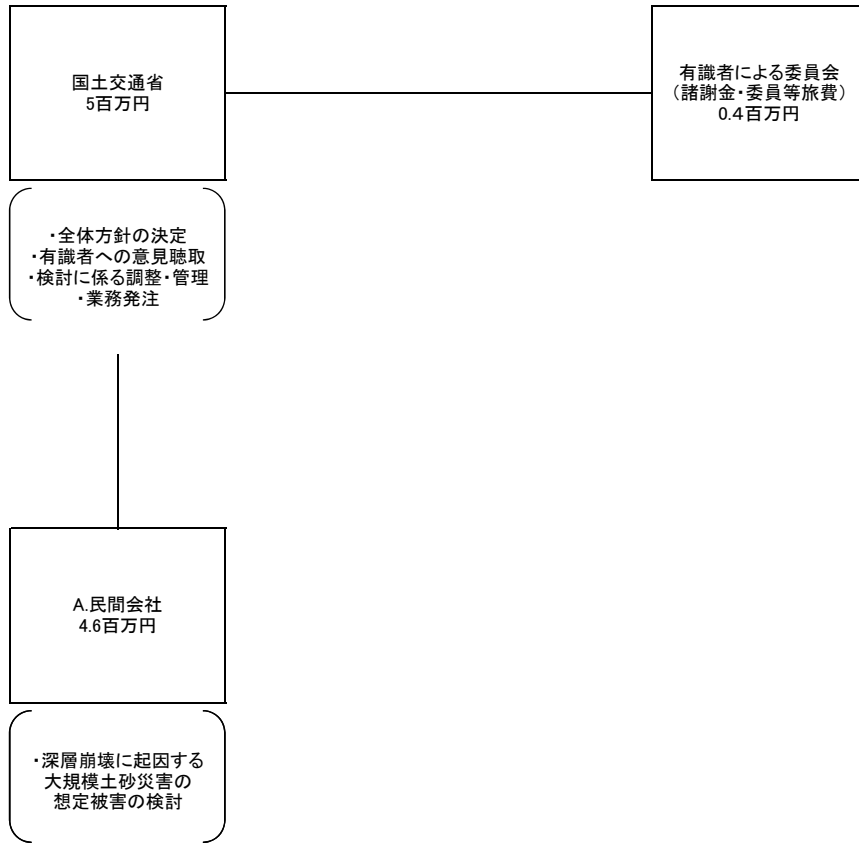 国土交通省
5百万円
有識者による委員会
（諸謝金・委員等旅費）
0.4百万円
・全体方針の決定
・有識者への意見聴取
・検討に係る調整・管理
・業務発注
A.民間会社
4.6百万円
・深層崩壊に起因する
大規模土砂災害の
想定被害の検討